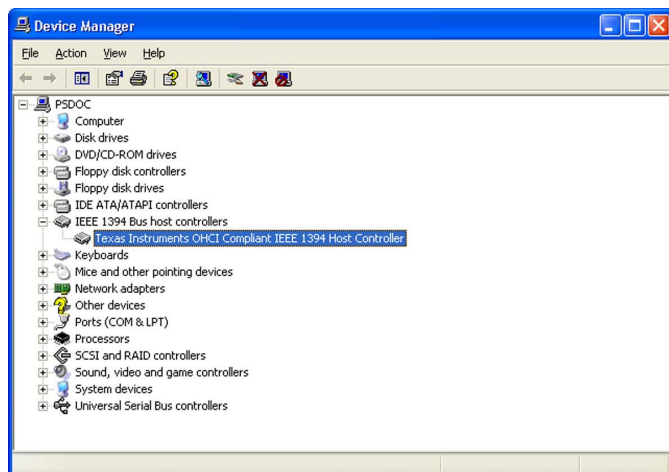 Device Manager
File Action View Help
PSDOC
Computer
Disk drives
DVD/CD-ROM drives
Floppy disk controllers
Floppy disk drives
IDE ATA/ATAPI controllers
IEEE 1394 Bus host controllers
Texas Instruments OHCI Compliant IEEE 1394 Host Controller
Keyboards
Mice and other pointing devices
Network adapters
Other devices
Ports (COM & LPT)
Processors
SCSI and RAID controllers
Sound, video and game controllers
System devices
Universal Serial Bus controllers